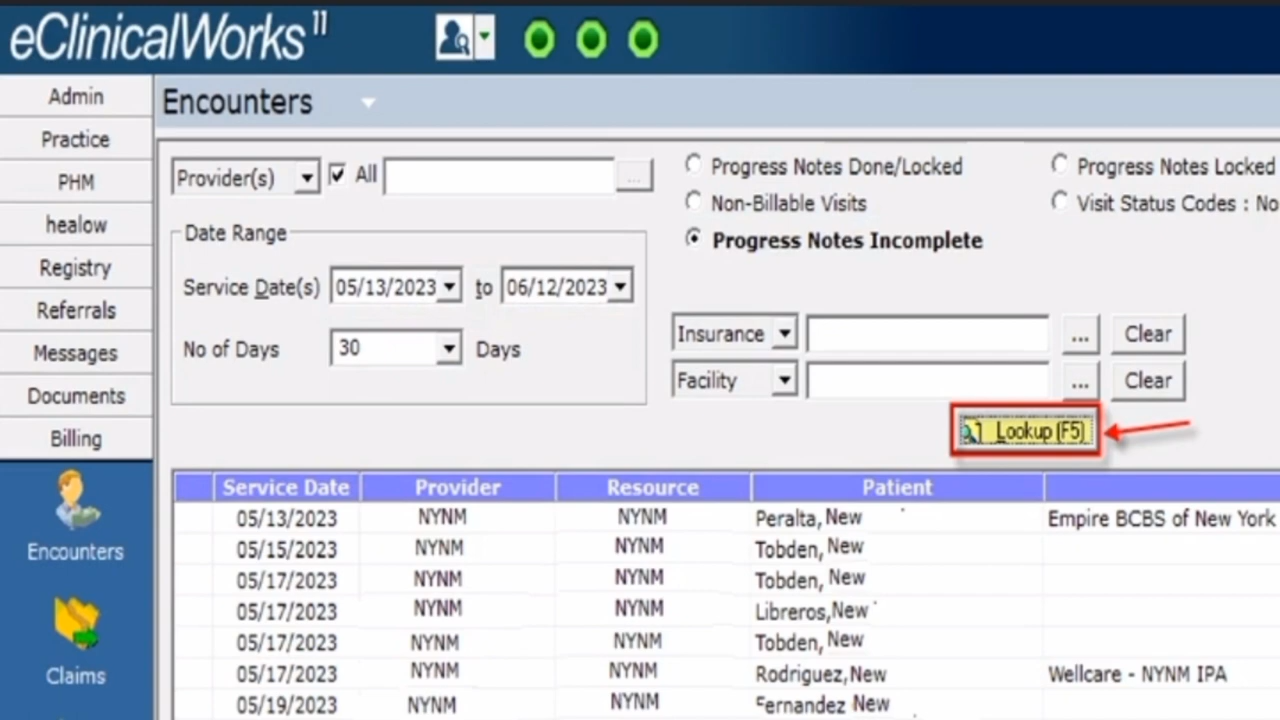 eClinicalWorks 11
Admin
Practice
PHM
healow
Registry
Referrals
Messages
Documents
Billing
Encounters
Claims
Encounters
Provider(s) All ...
Progress Notes Done/Locked Progress Notes Locked
Non-Billable Visits Visit Status Codes : No
Progress Notes Incomplete
Date Range
Service Date(s) 05/13/2023 to 06/12/2023
No of Days 30 Days
Insurance ... Clear
Facility ... Clear
Lookup (F5)
Service Date Provider Resource Patient
05/13/2023 NYNM NYNM Peralta, New Empire BCBS of New York
05/15/2023 NYNM NYNM Tobden, New
05/17/2023 NYNM NYNM Tobden, New
05/17/2023 NYNM NYNM Libreros,New
05/17/2023 NYNM NYNM Tobden, New
05/17/2023 NYNM NYNM Rodriguez,New Wellcare - NYNM IPA
05/19/2023 NYNM NYNM Fernandez New